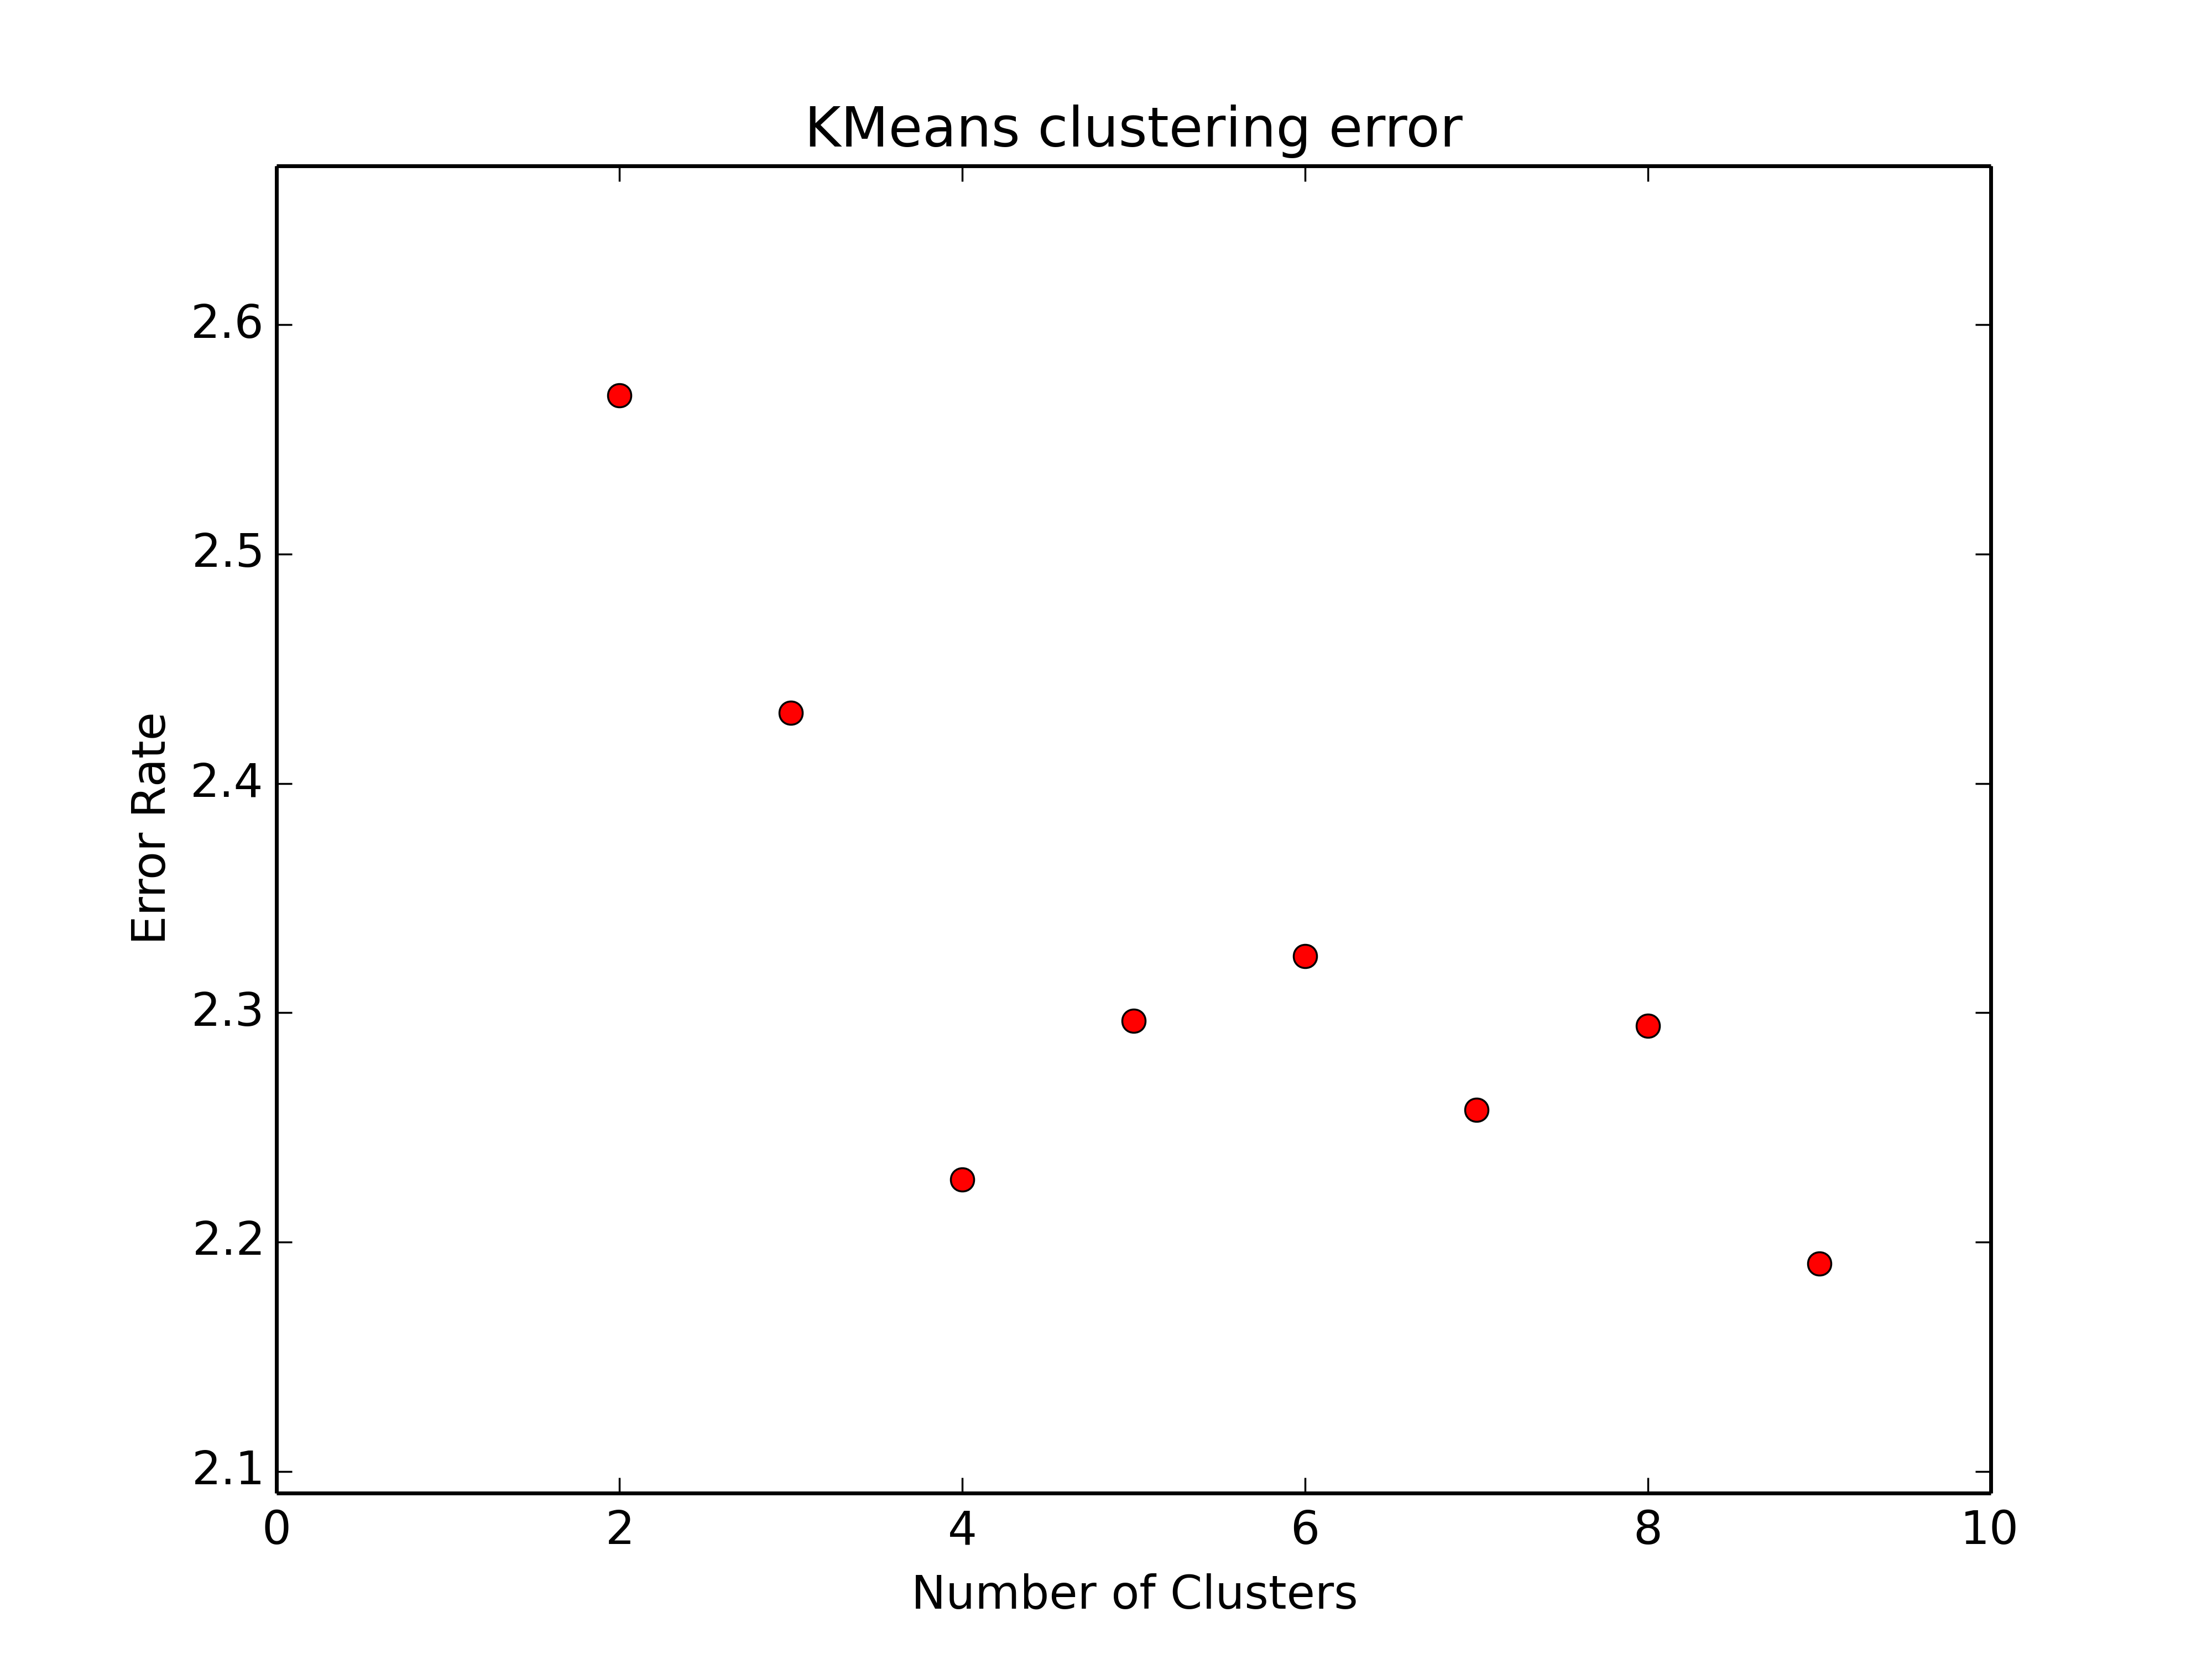 KMeans clustering error
2.6
2.5
2.4
2.3
2.2
2.1
Error Rate
0 2 4 6 8 10
Number of Clusters